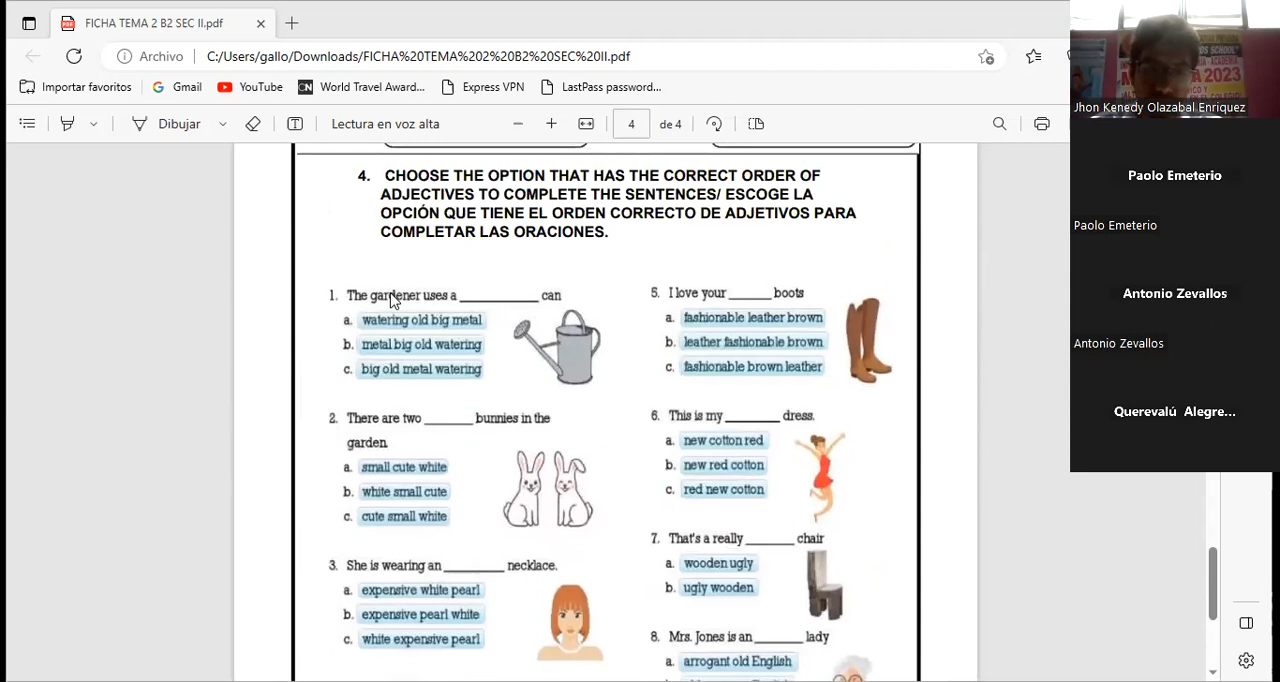 FICHA TEMA 2 B2 SEC II.pdf
Archivo
C:/Users/gallo/Downloads/FICHA%20TEMA%202%20B2%20SEC%20II.pdf
Importar favoritos
Gmail
YouTube
World Travel Award...
Express VPN
LastPass password...
Dibujar
Lectura en voz alta
4
de 4
4. CHOOSE THE OPTION THAT HAS THE CORRECT ORDER OF
ADJECTIVES TO COMPLETE THE SENTENCES/ ESCOGE LA
OPCIÓN QUE TIENE EL ORDEN CORRECTO DE ADJETIVOS PARA
COMPLETAR LAS ORACIONES.
1. The gardener uses a ____________ can
a. watering old big metal
b. metal big old watering
c. big old metal watering
2. There are two _______ bunnies in the
garden.
a. small cute white
b. white small cute
c. cute small white
3. She is wearing an _________ necklace.
a. expensive white pearl
b. expensive pearl white
c. white expensive pearl
5. I love your ______ boots
a. fashionable leather brown
b. leather fashionable brown
c. fashionable brown leather
6. This is my ________ dress.
a. new cotton red
b. new red cotton
c. red new cotton
7. That's a really _______ chair
a. wooden ugly
b. ugly wooden
8. Mrs. Jones is an _______ lady
a. arrogant old English
Jhon Kenedy Olazabal Enriquez
Paolo Emeterio
Paolo Emeterio
Antonio Zevallos
Antonio Zevallos
Querevalú Alegre...
2023